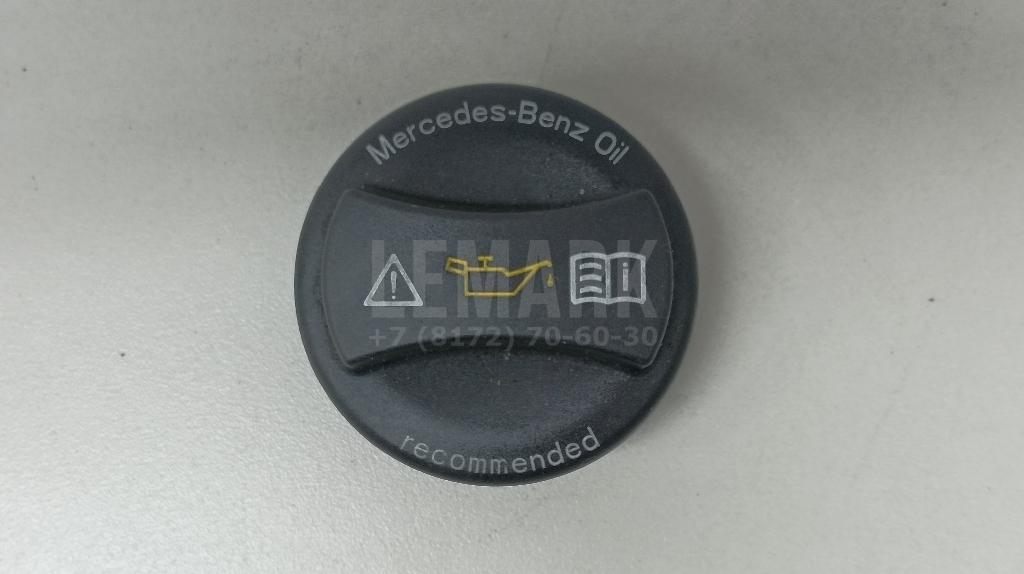 Mercedes-Benz Oil
LEMARK
+7 (8172) 70-60-30
recommended